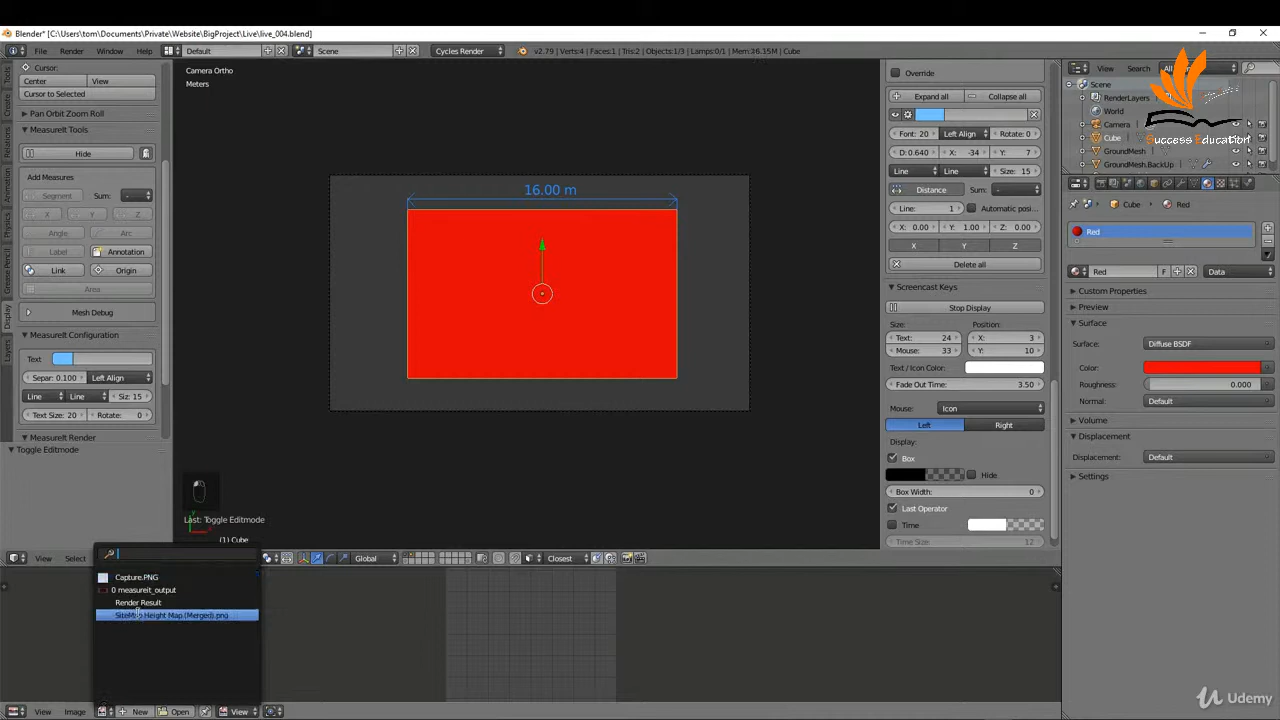 Blender* [C:\Users\tom\Documents\Private\Website\BigProject\Live\live_004.blend]
File Render Window Help Default Scene Cycles Render v2.79 | Verts:4 | Faces:1 | Tris:2 | Objects:1/3 | Lamps:0/1 | Mem:36.15M | Cube
Cursor:
Center View
Cursor to Selected
Pan Orbit Zoom Roll
MeasureIt Tools
Hide
Add Measures
Segment Sum: -
X Y Z
Angle Arc
Label Annotation
Link Origin
Area
Mesh Debug
MeasureIt Configuration
Text
Separ: 0.100 Left Align
Line Line Siz: 15
Text Size: 20 Rotate: 0
MeasureIt Render
Toggle Editmode
Tools
Create
Relations
Animation
Physics
Grease Pencil
Display
Layers
Camera Ortho
Meters
16.00 m
Last: Toggle Editmode
(1) Cube
View Select
Global
Closest
Capture.PNG
0 measureit_output
Render Result
SiteMap Height Map (Merged).png
View Image New Open View
Override
Expand all Collapse all
Font: 20 Left Align Rotate: 0
D: 0.640 X: -34 Y: 7
Line Line Size: 15
Distance Sum: -
Line: 1 Automatic posi...
X: 0.00 Y: 1.00 Z: 0.00
X Y Z
Delete all
Screencast Keys
Stop Display
Size: Position:
Text: 24 X: 3
Mouse: 33 Y: 10
Text / Icon Color:
Fade Out Time: 3.50
Mouse: Icon
Left Right
Display:
Box
Hide
Box Width: 0
Last Operator
Time
Time Size: 12
View Search All
Scene
RenderLayers
World
Camera
Cube
GroundMesh
GroundMesh.BackUp
Success Education
Cube Red
Red
Red F Data
Custom Properties
Preview
Surface
Surface: Diffuse BSDF
Color:
Roughness: 0.000
Normal: Default
Volume
Displacement
Displacement: Default
Settings
Udemy